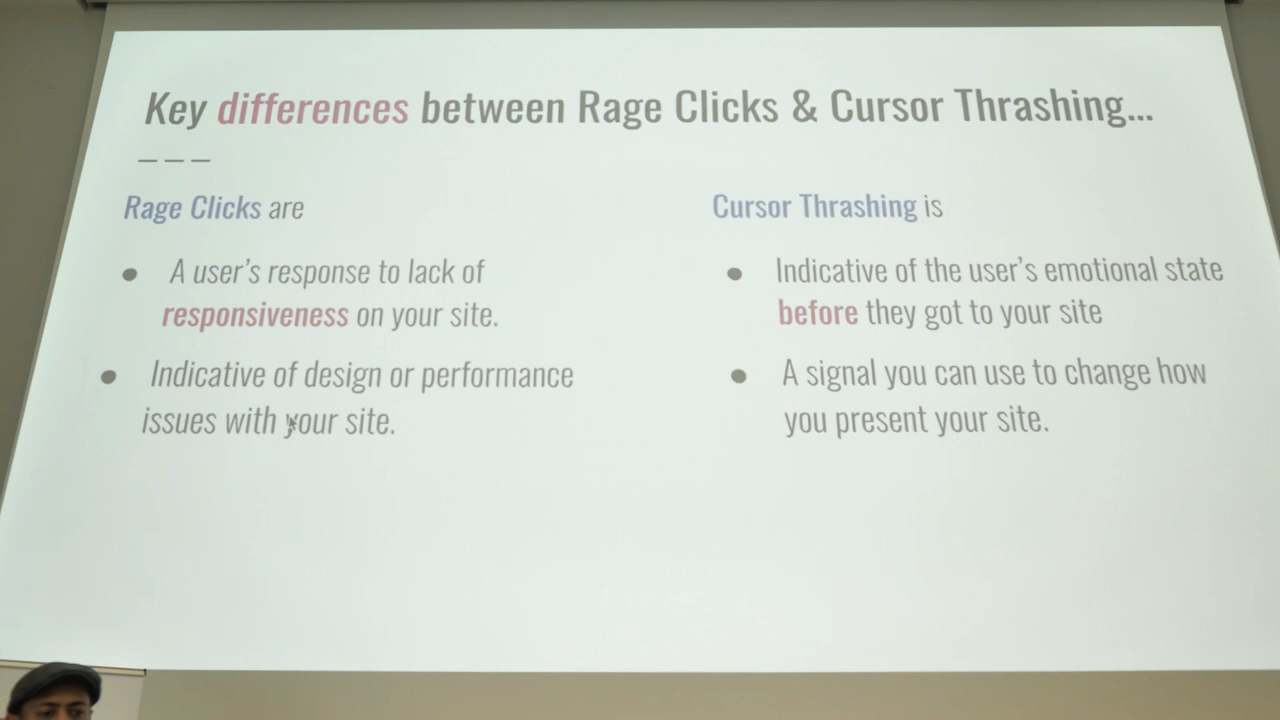 Key differences between Rage Clicks & Cursor Thrashing...
Rage Clicks are
● A user's response to lack of
responsiveness on your site.
● Indicative of design or performance
issues with your site.
Cursor Thrashing is
● Indicative of the user's emotional state
before they got to your site
● A signal you can use to change how
you present your site.